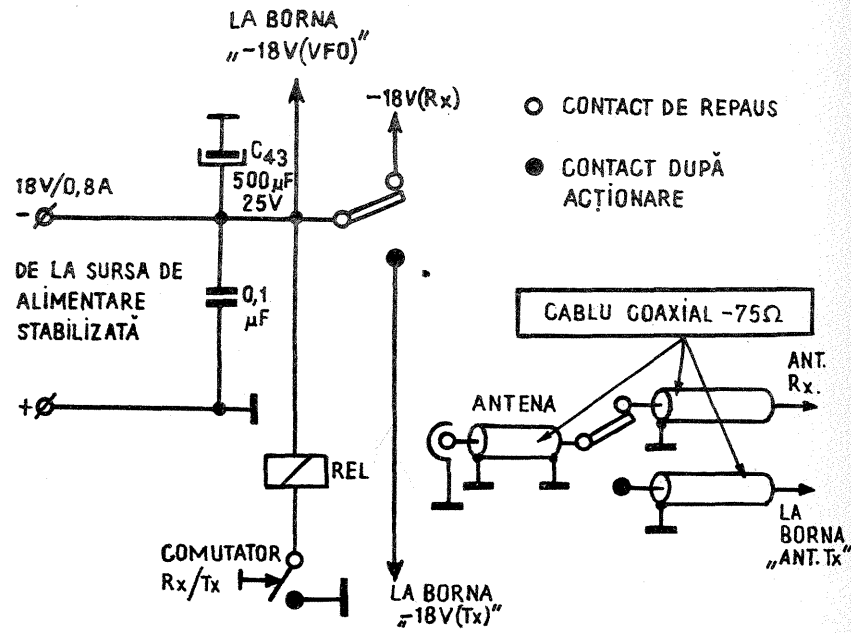 LA BORNA
„-18V(VFO)”
-18V(Rx)
CONTACT DE REPAUS
CONTACT DUPĂ
ACȚIONARE
C43
500µF
25V
18V/0,8A
-
DE LA SURSA DE
ALIMENTARE
STABILIZATĂ
0,1
µF
+
CABLU COAXIAL -75Ω
ANTENA
ANT.
Rx.
REL
COMUTATOR
Rx/Tx
LA BORNA
„-18V(Tx)”
LA
BORNA
„ANT.Tx”